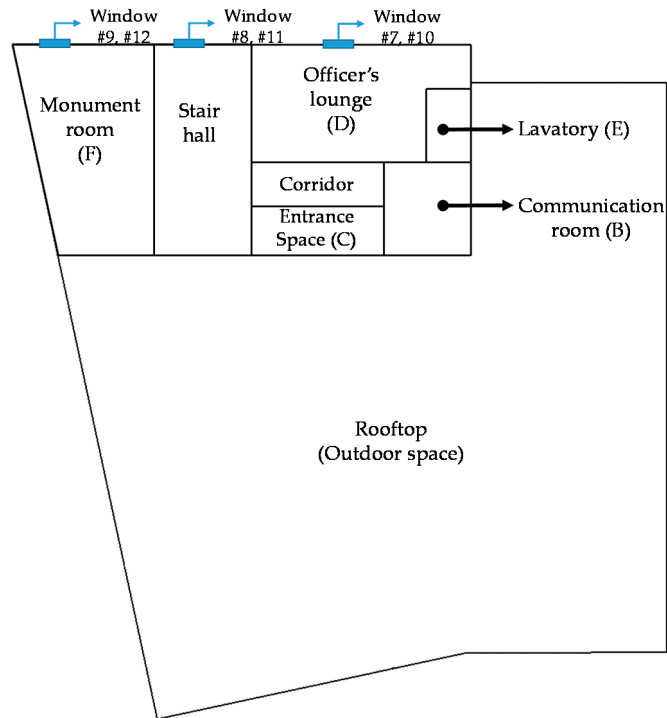 Window
#9, #12
Window
#8, #11
Window
#7, #10
Monument
room
(F)
Stair
hall
Officer's
lounge
(D)
Lavatory (E)
Corridor
Entrance
Space (C)
Communication
room (B)
Rooftop
(Outdoor space)